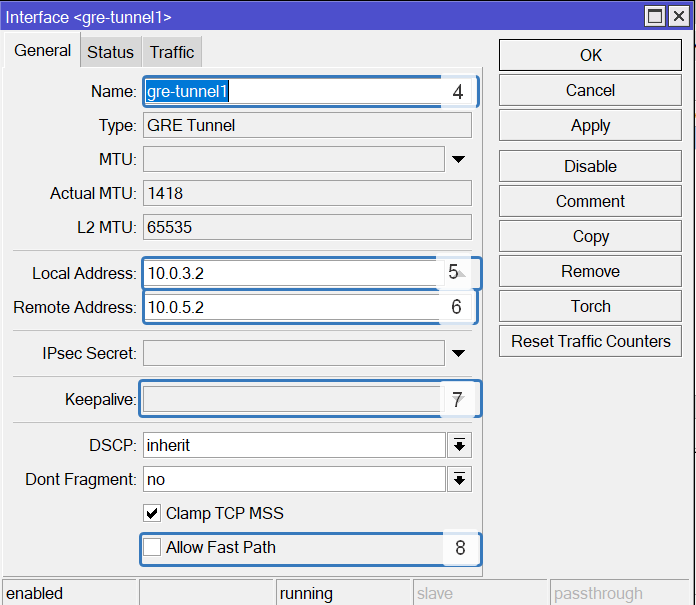 Interface <gre-tunnel1>
General Status Traffic
Name: gre-tunnel1 4
Type: GRE Tunnel
MTU:
Actual MTU: 1418
L2 MTU: 65535
Local Address: 10.0.3.2 5
Remote Address: 10.0.5.2 6
IPsec Secret:
Keepalive: 7
DSCP: inherit
Dont Fragment: no
Clamp TCP MSS
Allow Fast Path 8
OK
Cancel
Apply
Disable
Comment
Copy
Remove
Torch
Reset Traffic Counters
enabled running slave passthrough